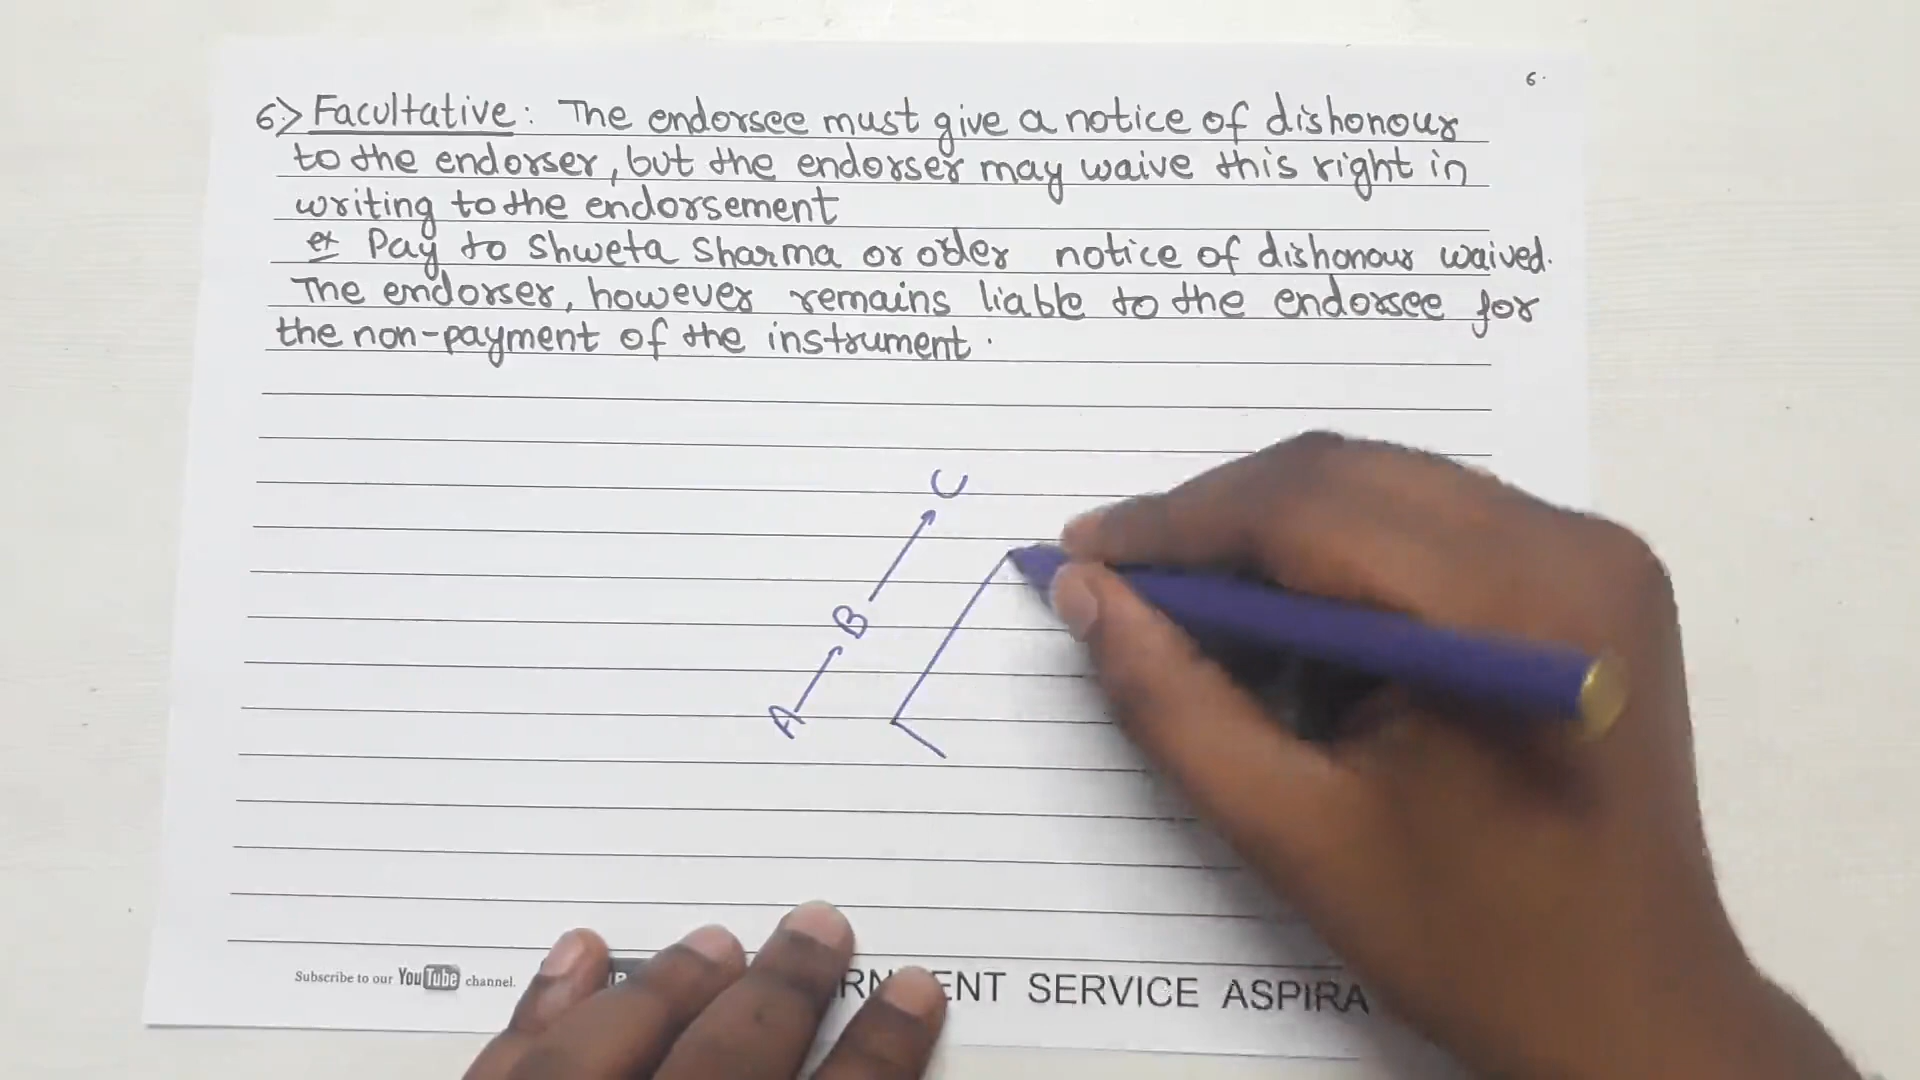 6.
6.> Facultative: The endorsee must give a notice of dishonour
to the endorser, but the endorser may waive this right in
writing to the endorsement
ex Pay to Shweta Sharma or order notice of dishonour waived.
The endorser, however remains liable to the endorsee for
the non-payment of the instrument.
C
B
A
Subscribe to our YouTube channel.
SERVICE ASPIRA